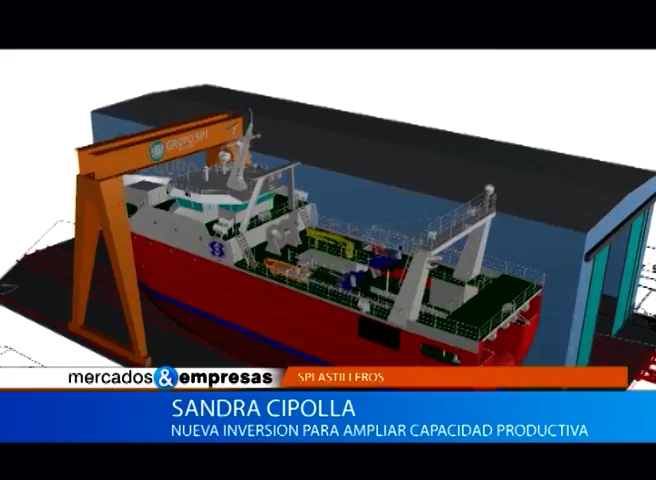 GRUPO SPI
mercados&empresas
SPI ASTILLEROS
SANDRA CIPOLLA
NUEVA INVERSION PARA AMPLIAR CAPACIDAD PRODUCTIVA